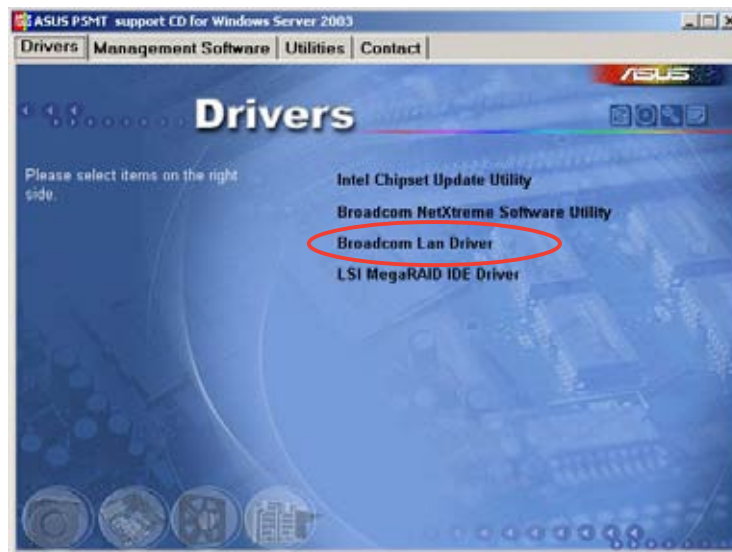 ASUS P5MT support CD for Windows Server 2003
Drivers Management Software Utilities Contact
ASUS
Drivers
Please select items on the right
side.
Intel Chipset Update Utility
Broadcom NetXtreme Software Utility
Broadcom Lan Driver
LSI MegaRAID IDE Driver